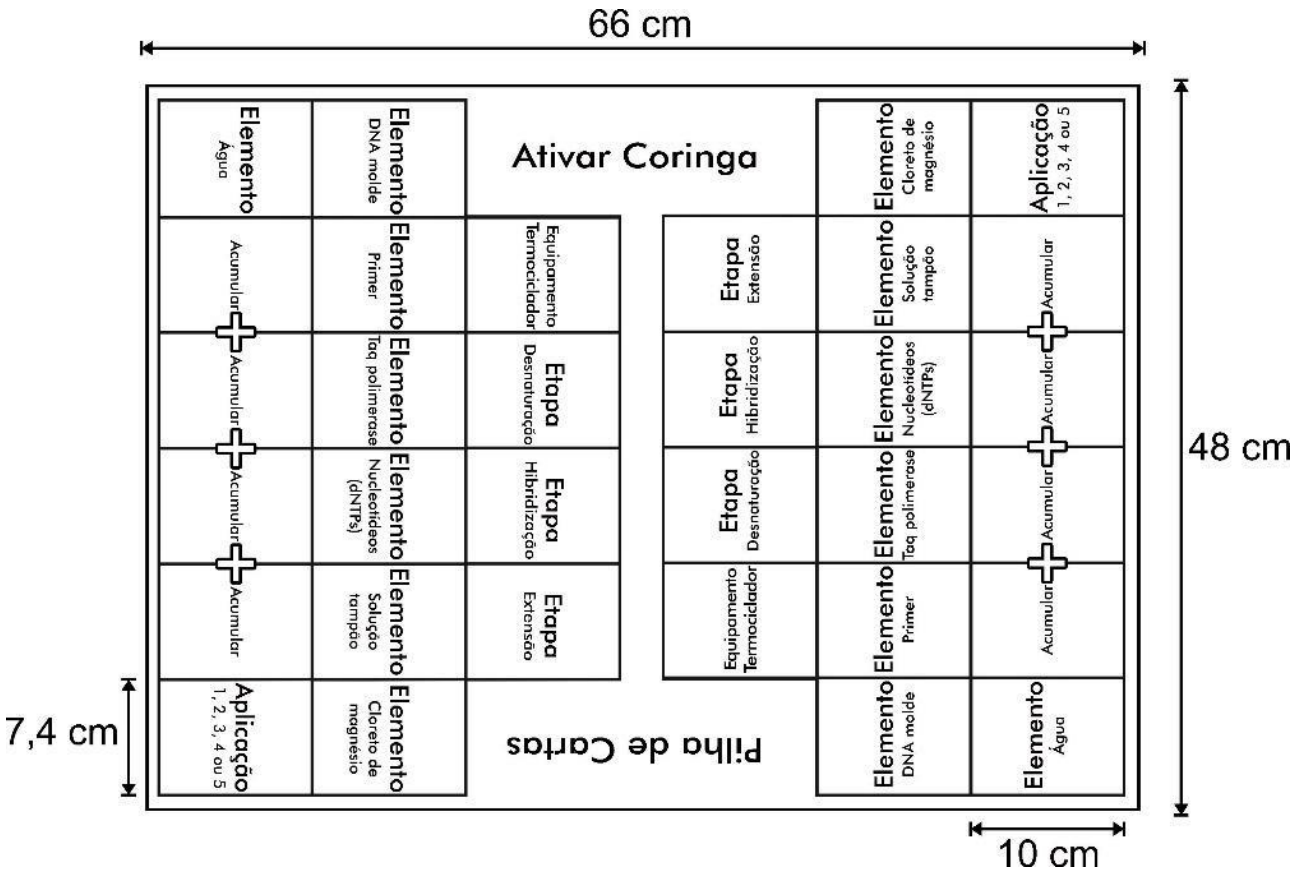 66 cm
Elemento
Água
Acumular
Acumular
Acumular
Acumular
Aplicação
1, 2, 3, 4 ou 5
Elemento
DNA molde
Elemento
Primer
Elemento
Taq polimerase
Elemento
Nucleotídeos
(dNTPs)
Elemento
Solução
tampão
Elemento
Cloreto de
magnésio
Ativar Coringa
Equipamento
Termociclador
Etapa
Desnaturação
Etapa
Hibridização
Etapa
Extensão
Pilha de Cartas
Etapa
Extensão
Etapa
Hibridização
Etapa
Desnaturação
Equipamento
Termociclador
Elemento
Cloreto de
magnésio
Elemento
Solução
tampão
Elemento
Nucleotídeos
(dNTPs)
Elemento
Taq polimerase
Elemento
Primer
Elemento
DNA molde
Aplicação
1, 2, 3, 4 ou 5
Acumular
Acumular
Acumular
Acumular
Elemento
Água
48 cm
7,4 cm
10 cm